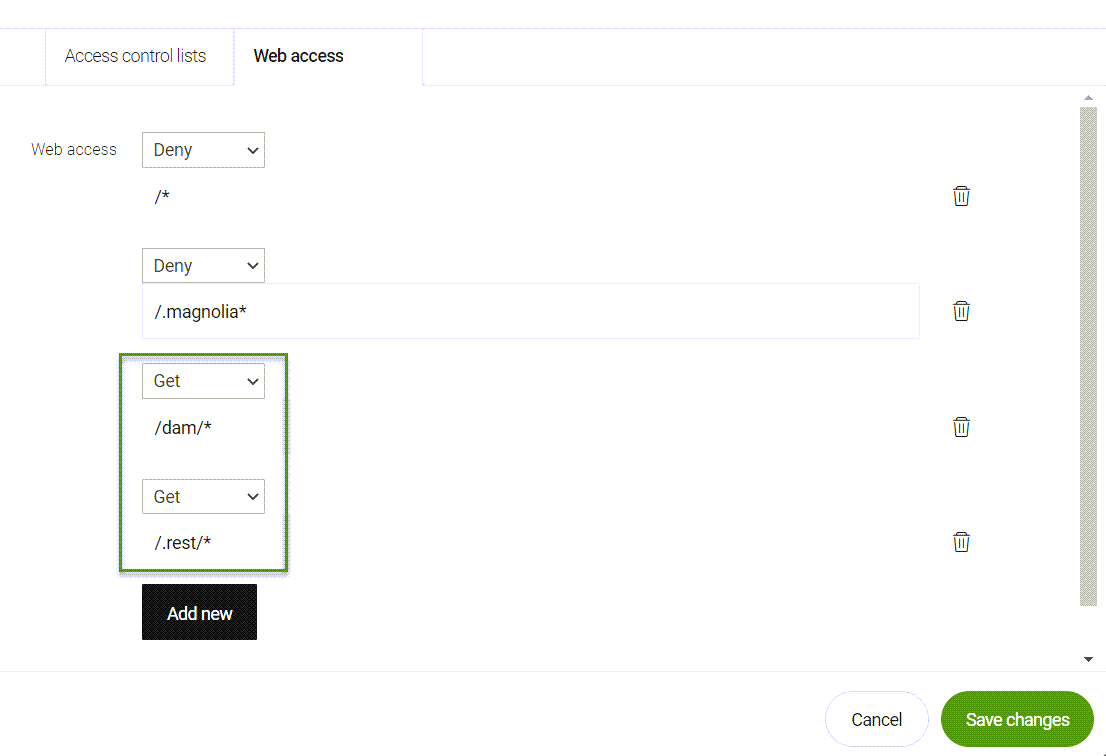 Access control lists
Web access
Web access
Deny
/*
Deny
/.magnolia*
Get
/dam/*
Get
/.rest/*
Add new
Cancel
Save changes